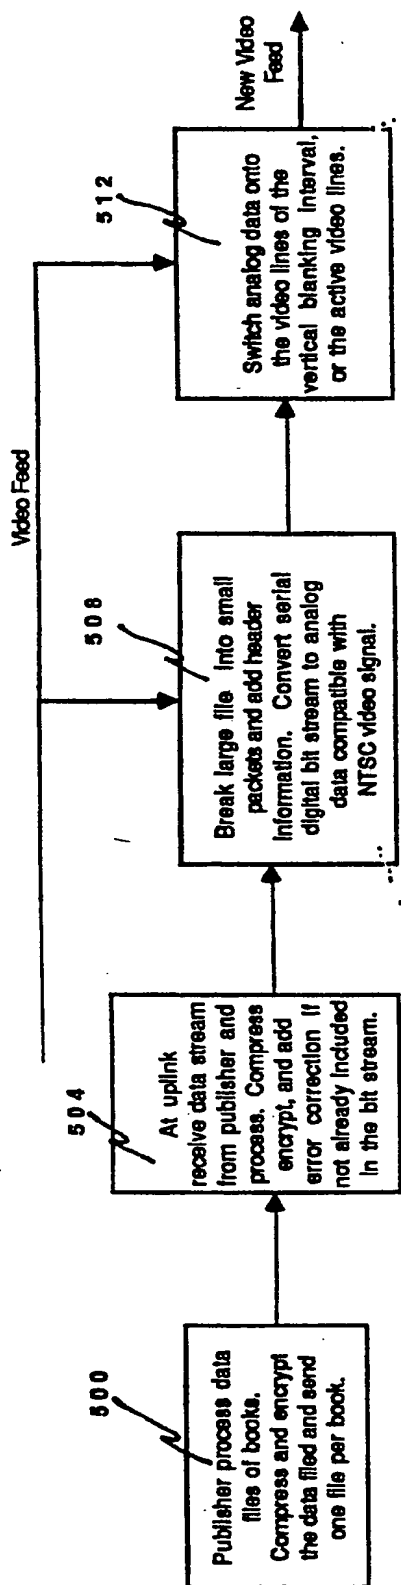 500
Publisher process data
files of books.
Compress and encrypt
the data filed and send
one file per book.
504
At uplink
receive data stream
from publisher and
process. Compress
encrypt, and add
error correction if
not already included
in the bit stream.
Video Feed
508
Break large file into small
packets and add header
information. Convert serial
digital bit stream to analog
data compatible with
NTSC video signal.
512
Switch analog data onto
the video lines of the
vertical blanking interval,
or the active video lines.
New Video
Feed